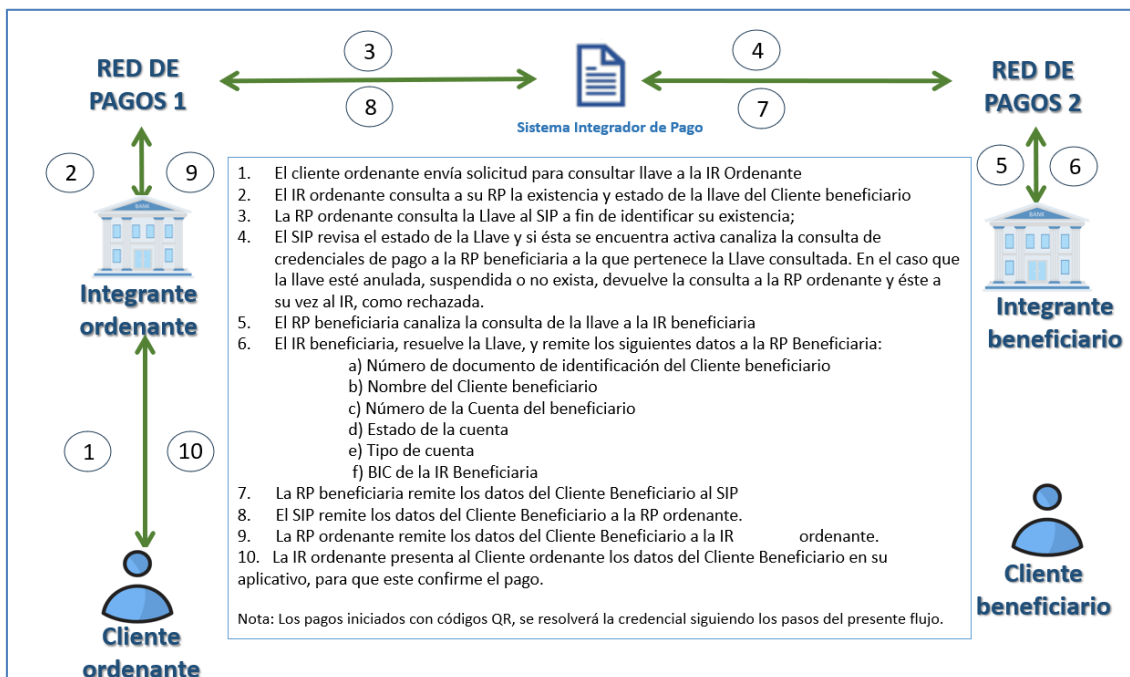 3
4
RED DE
PAGOS 1
RED DE
PAGOS 2
8
7
Sistema Integrador de Pago
2
9
5
6
BANK
BANK
Integrante
ordenante
Integrante
beneficiario
1. El cliente ordenante envía solicitud para consultar llave a la IR Ordenante
2. El IR ordenante consulta a su RP la existencia y estado de la llave del Cliente beneficiario
3. La RP ordenante consulta la Llave al SIP a fin de identificar su existencia;
4. El SIP revisa el estado de la Llave y si ésta se encuentra activa canaliza la consulta de
credenciales de pago a la RP beneficiaria a la que pertenece la Llave consultada. En el caso que
la llave esté anulada, suspendida o no exista, devuelve la consulta a la RP ordenante y éste a
su vez al IR, como rechazada.
5. El RP beneficiaria canaliza la consulta de la llave a la IR beneficiaria
6. El IR beneficiaria, resuelve la Llave, y remite los siguientes datos a la RP Beneficiaria:
a) Número de documento de identificación del Cliente beneficiario
b) Nombre del Cliente beneficiario
c) Número de la Cuenta del beneficiario
d) Estado de la cuenta
e) Tipo de cuenta
f) BIC de la IR Beneficiaria
7. La RP beneficiaria remite los datos del Cliente Beneficiario al SIP
8. El SIP remite los datos del Cliente Beneficiario a la RP ordenante.
9. La RP ordenante remite los datos del Cliente Beneficiario a la IR ordenante.
10. La IR ordenante presenta al Cliente ordenante los datos del Cliente Beneficiario en su
aplicativo, para que este confirme el pago.
Nota: Los pagos iniciados con códigos QR, se resolverá la credencial siguiendo los pasos del presente flujo.
1
10
Cliente
ordenante
Cliente
beneficiario